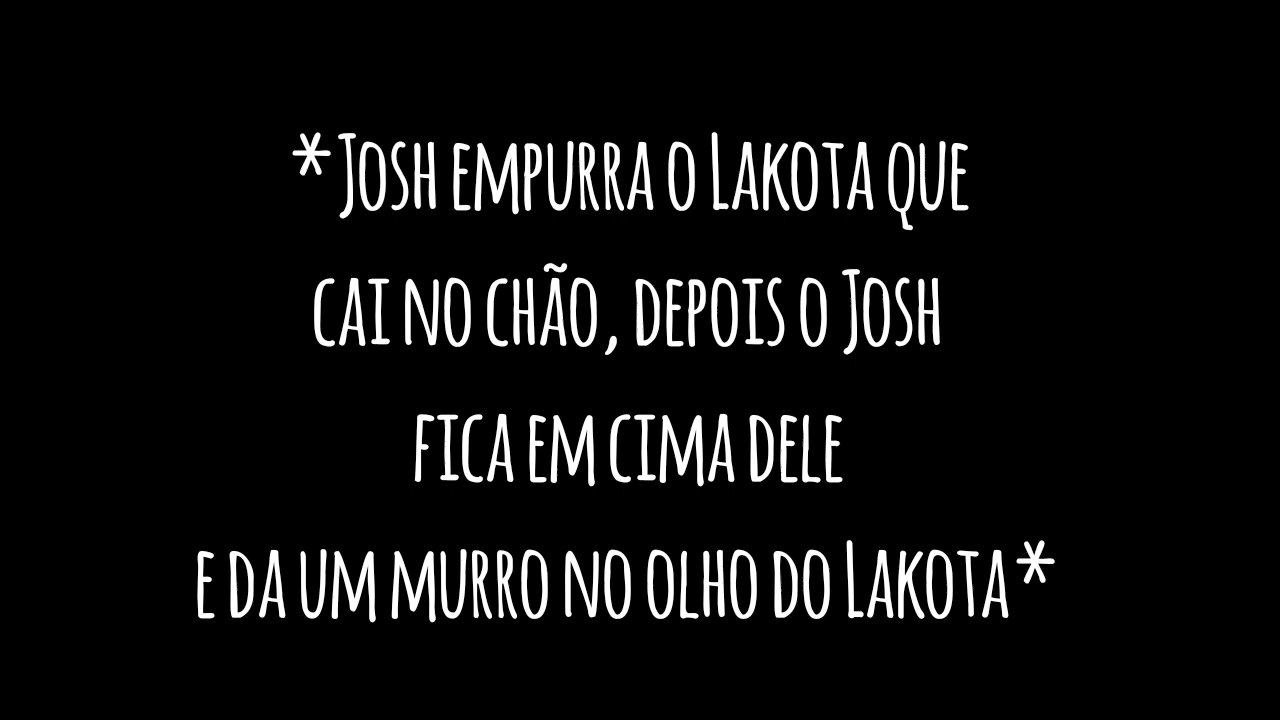 *Josh empurra o Lakota que
cai no chão, depois o Josh
fica em cima dele
e da um murro no olho do Lakota*